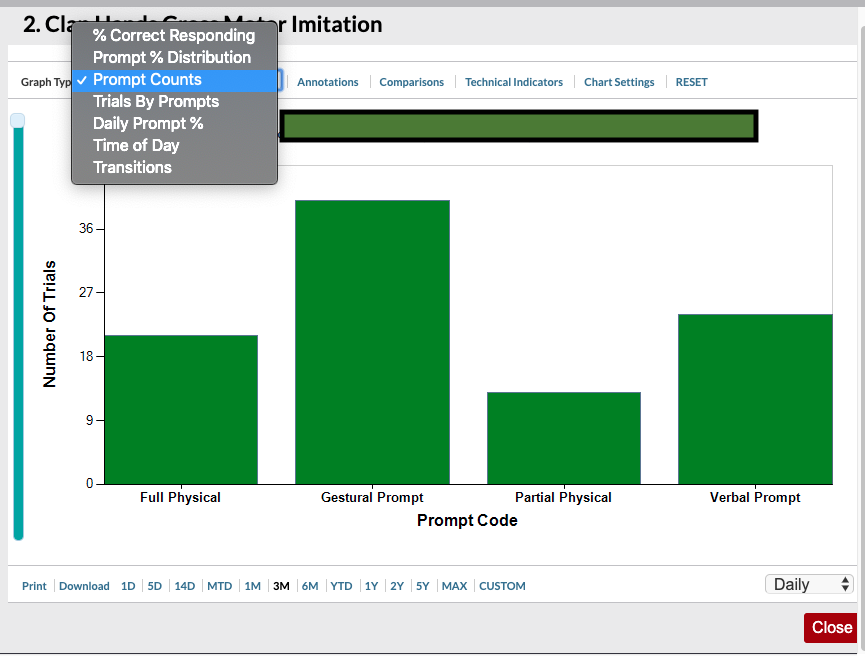 2. Clap Hands Gross Motor Imitation
Graph Typ
% Correct Responding
Prompt % Distribution
✓ Prompt Counts
Trials By Prompts
Daily Prompt %
Time of Day
Transitions
Annotations Comparisons Technical Indicators Chart Settings RESET
36
27
18
9
0
Number Of Trials
Full Physical Gestural Prompt Partial Physical Verbal Prompt
Prompt Code
Print Download 1D 5D 14D MTD 1M 3M 6M YTD 1Y 2Y 5Y MAX CUSTOM
Daily
Close